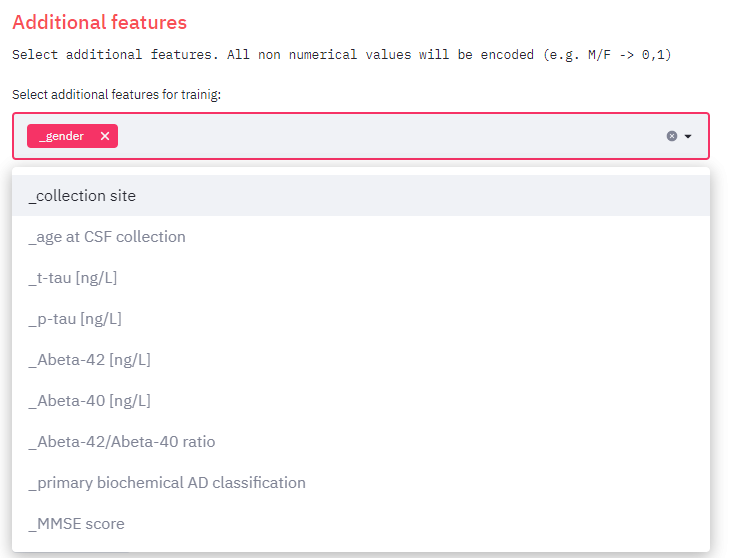 Additional features
Select additional features. All non numerical values will be encoded (e.g. M/F -> 0,1)
Select additional features for trainig:
_gender
_collection site
_age at CSF collection
_t-tau [ng/L]
_p-tau [ng/L]
_Abeta-42 [ng/L]
_Abeta-40 [ng/L]
_Abeta-42/Abeta-40 ratio
_primary biochemical AD classification
_MMSE score